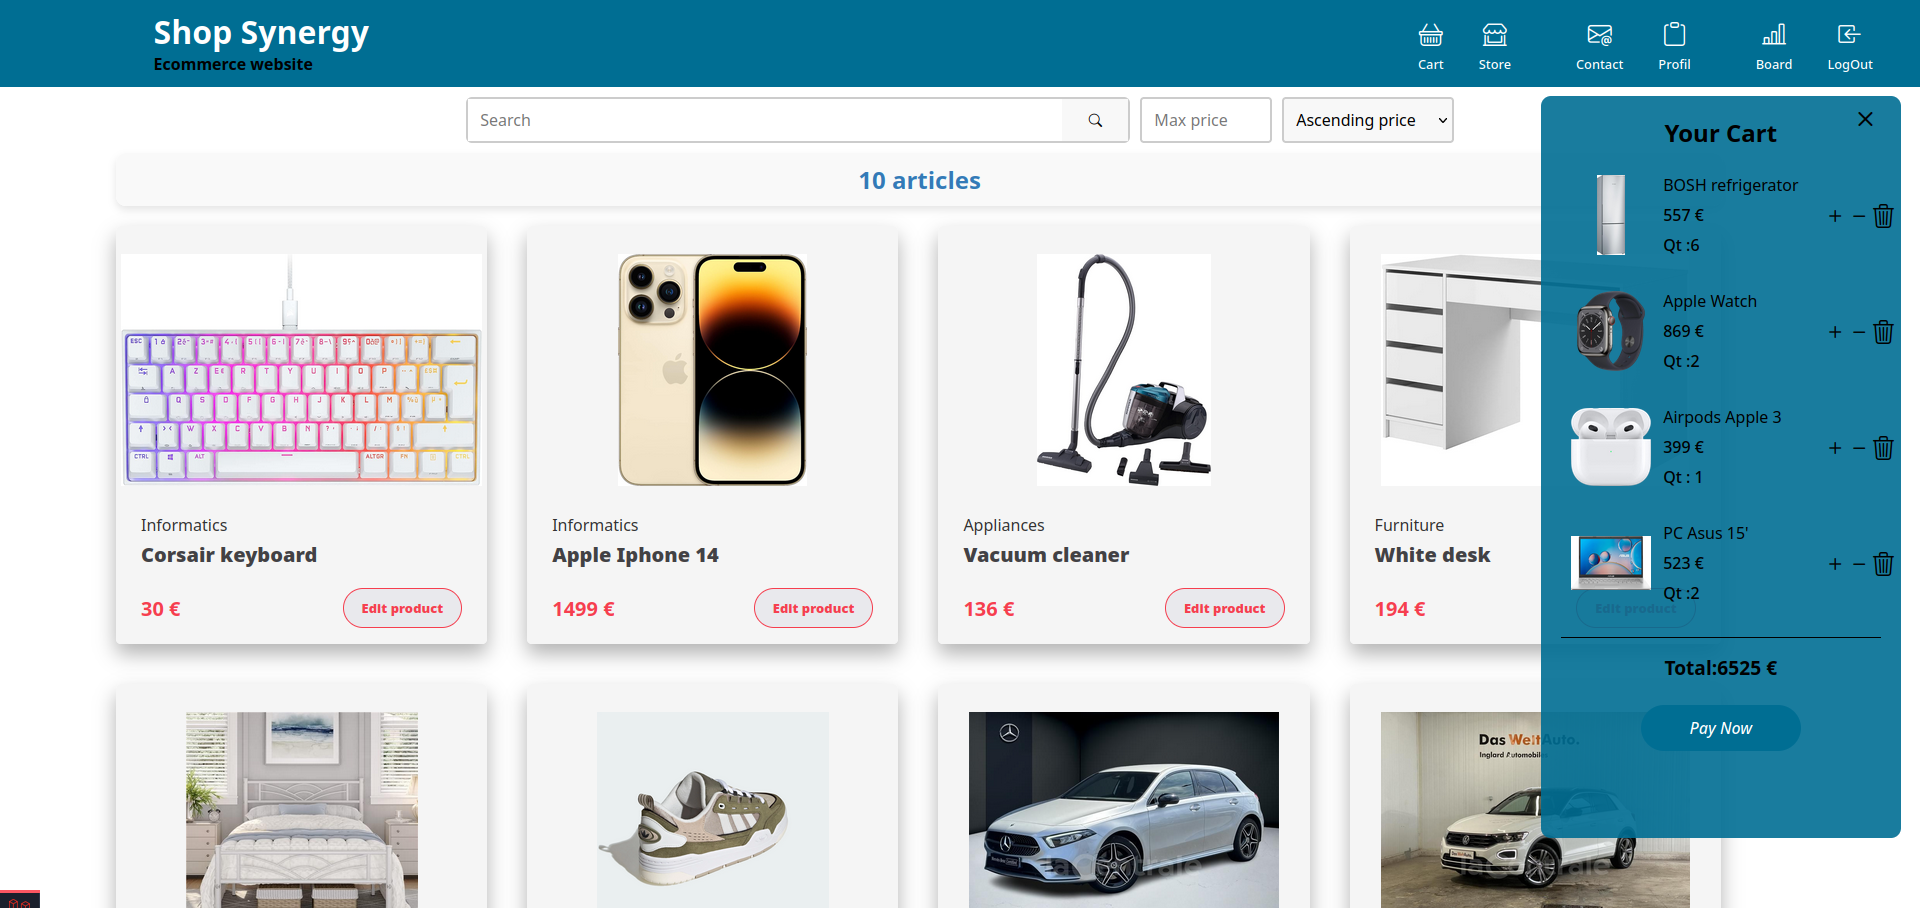 Shop Synergy
Ecommerce website
Cart
Store
Contact
Profil
Board
LogOut
Search
Max price
Ascending price
10 articles
Informatics
Corsair keyboard
30 €
Edit product
Informatics
Apple Iphone 14
1499 €
Edit product
Appliances
Vacuum cleaner
136 €
Edit product
Furniture
White desk
194 €
Edit product
Your Cart
BOSH refrigerator
557 €
Qt :6
Apple Watch
869 €
Qt :2
Airpods Apple 3
399 €
Qt : 1
PC Asus 15'
523 €
Qt :2
Total:6525 €
Pay Now
Das WeltAuto.
Inglard Automobiles